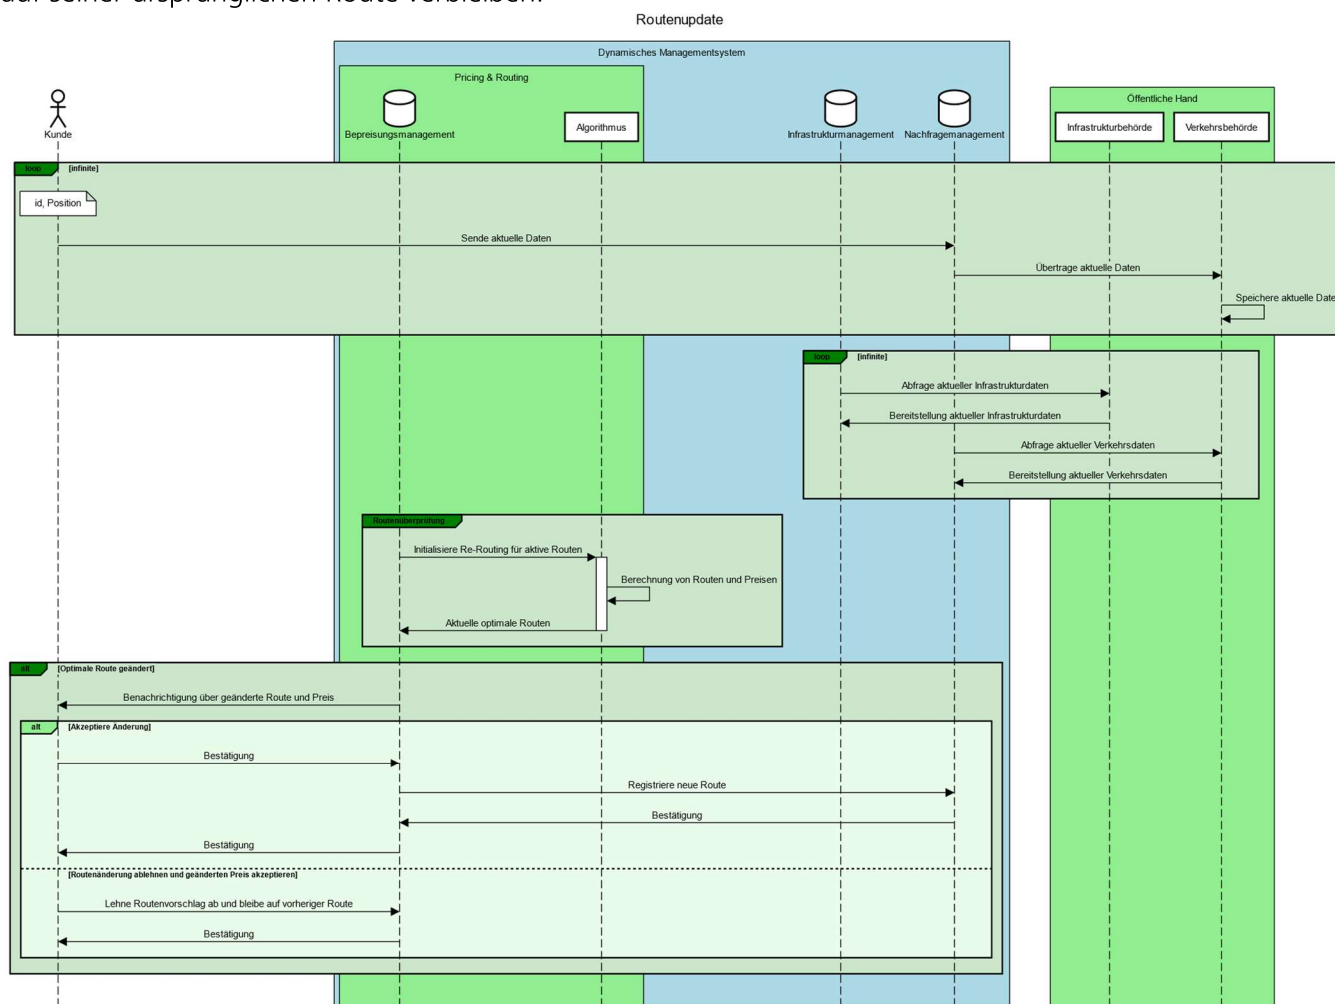 auf seiner ursprünglichen Route verbleiben.
Routenupdate
Dynamisches Managementsystem
Pricing & Routing
Öffentliche Hand
Kunde
Bepreisungsmanagement
Algorithmus
Infrastrukturmanagement
Nachfragemanagement
Infrastrukturbehörde
Verkehrsbehörde
loop
[infinite]
id, Position
Sende aktuelle Daten
Übertrage aktuelle Daten
Speichere aktuelle Date
loop
[infinite]
Abfrage aktueller Infrastrukturdaten
Bereitstellung aktueller Infrastrukturdaten
Abfrage aktueller Verkehrsdaten
Bereitstellung aktueller Verkehrsdaten
Routenüberprüfung
Initialisiere Re-Routing für aktive Routen
Berechnung von Routen und Preisen
Aktuelle optimale Routen
alt
[Optimale Route geändert]
Benachrichtigung über geänderte Route und Preis
alt
[Akzeptiere Änderung]
Bestätigung
Registriere neue Route
Bestätigung
Bestätigung
[Routenänderung ablehnen und geänderten Preis akzeptieren]
Lehne Routenvorschlag ab und bleibe auf vorheriger Route
Bestätigung